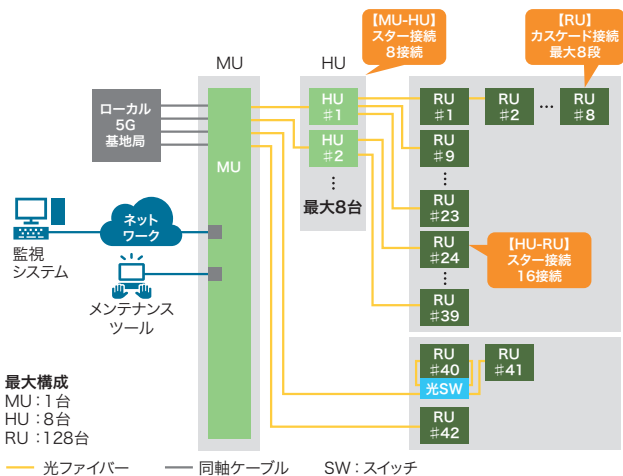 【MU-HU】
スター接続
8接続
【RU】
カスケード接続
最大8段
MU
HU
ローカル
5G
基地局
MU
HU
♯1
HU
♯2
⋮
最大8台
RU
♯1
RU
♯2
…
RU
♯8
RU
♯9
⋮
RU
♯23
RU
♯24
⋮
RU
♯39
【HU-RU】
スター接続
16接続
監視
システム
ネット
ワーク
メンテナンス
ツール
RU
♯40
光SW
RU
♯41
RU
♯42
最大構成
MU：1台
HU：8台
RU：128台
光ファイバー
同軸ケーブル
SW：スイッチ